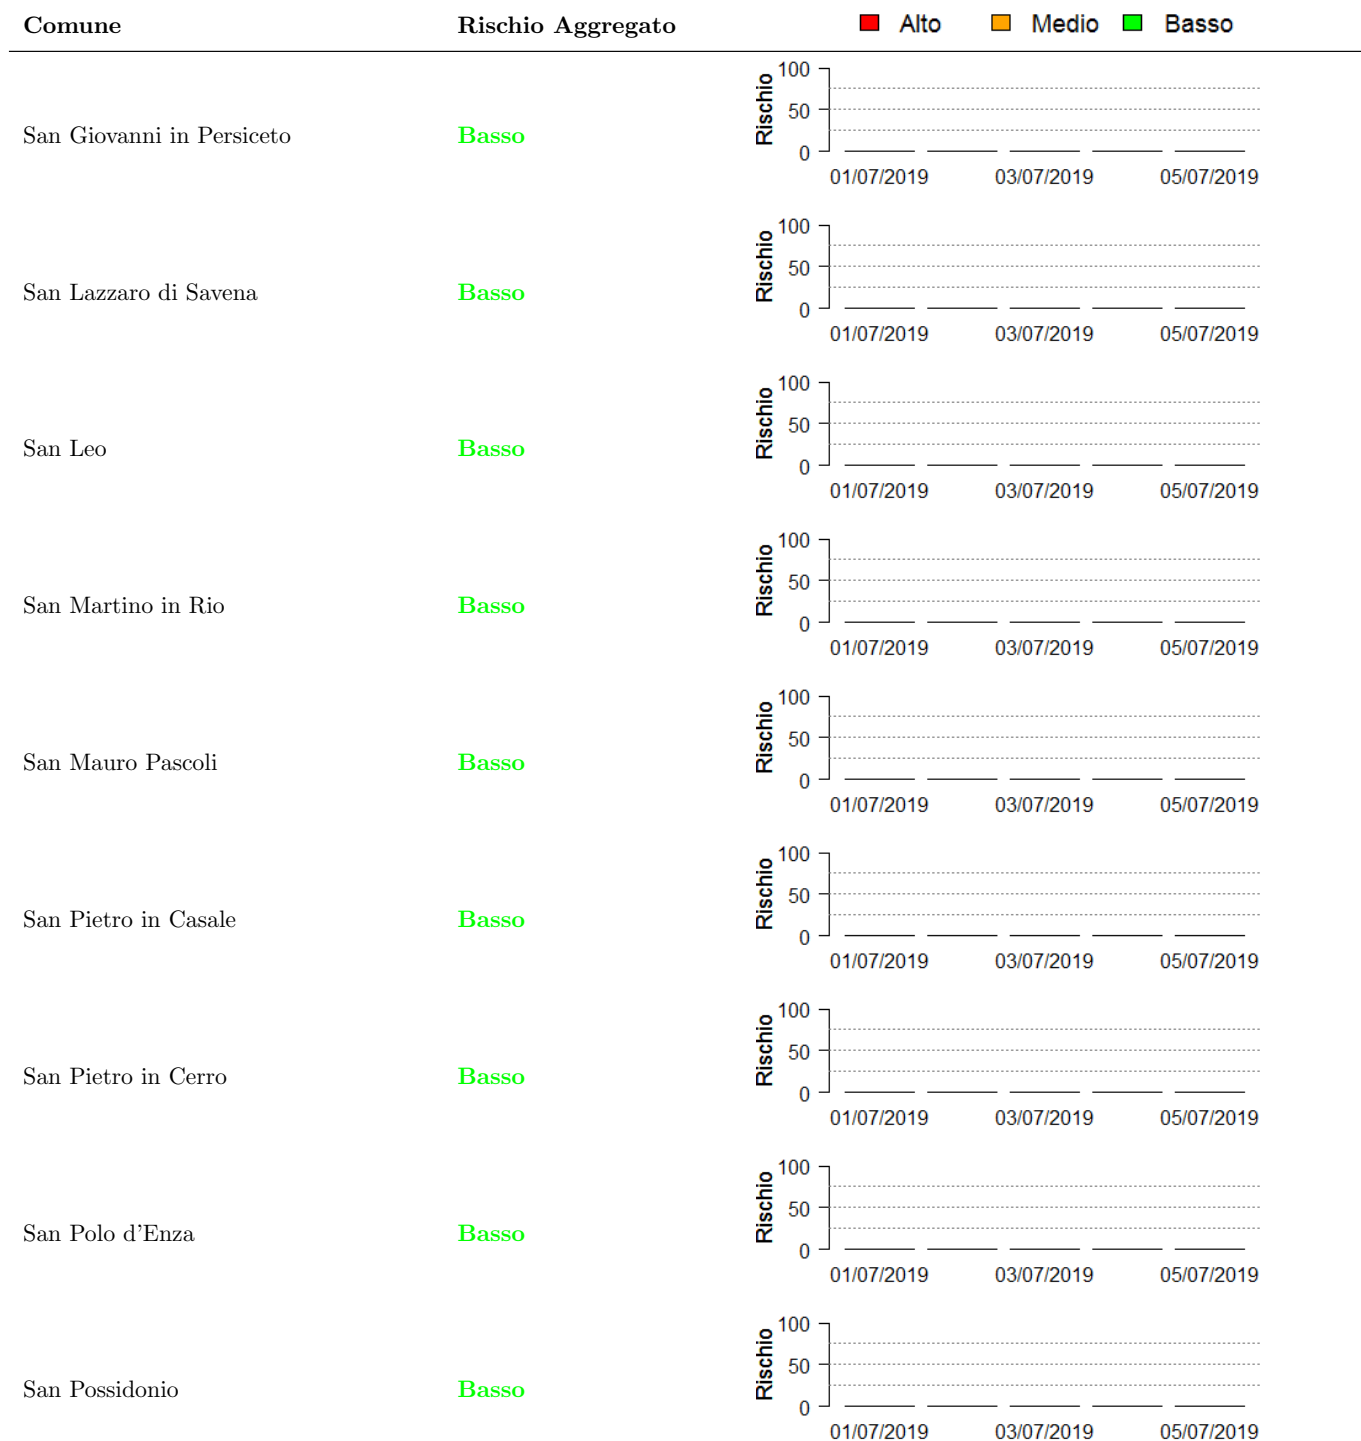 Comune Rischio Aggregato Alto Medio Basso
100
50
0
Rischio
San Giovanni in Persiceto Basso
01/07/2019 03/07/2019 05/07/2019
100
50
0
Rischio
San Lazzaro di Savena Basso
01/07/2019 03/07/2019 05/07/2019
100
50
0
Rischio
San Leo Basso
01/07/2019 03/07/2019 05/07/2019
100
50
0
Rischio
San Martino in Rio Basso
01/07/2019 03/07/2019 05/07/2019
100
50
0
Rischio
San Mauro Pascoli Basso
01/07/2019 03/07/2019 05/07/2019
100
50
0
Rischio
San Pietro in Casale Basso
01/07/2019 03/07/2019 05/07/2019
100
50
0
Rischio
San Pietro in Cerro Basso
01/07/2019 03/07/2019 05/07/2019
100
50
0
Rischio
San Polo d'Enza Basso
01/07/2019 03/07/2019 05/07/2019
100
50
0
Rischio
San Possidonio Basso
01/07/2019 03/07/2019 05/07/2019